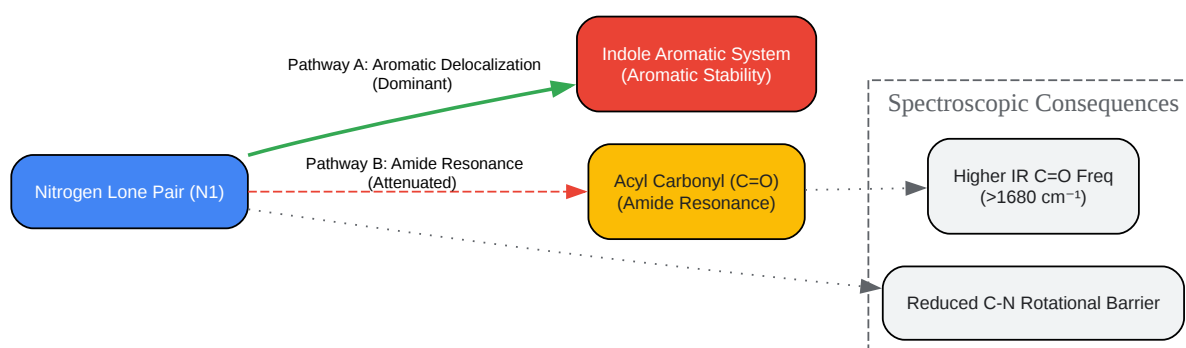 Nitrogen Lone Pair (N1)
Pathway A: Aromatic Delocalization
(Dominant)
Pathway B: Amide Resonance
(Attenuated)
Indole Aromatic System
(Aromatic Stability)
Acyl Carbonyl (C=O)
(Amide Resonance)
Spectroscopic Consequences
Higher IR C=O Freq
(>1680 cm⁻¹)
Reduced C-N Rotational Barrier